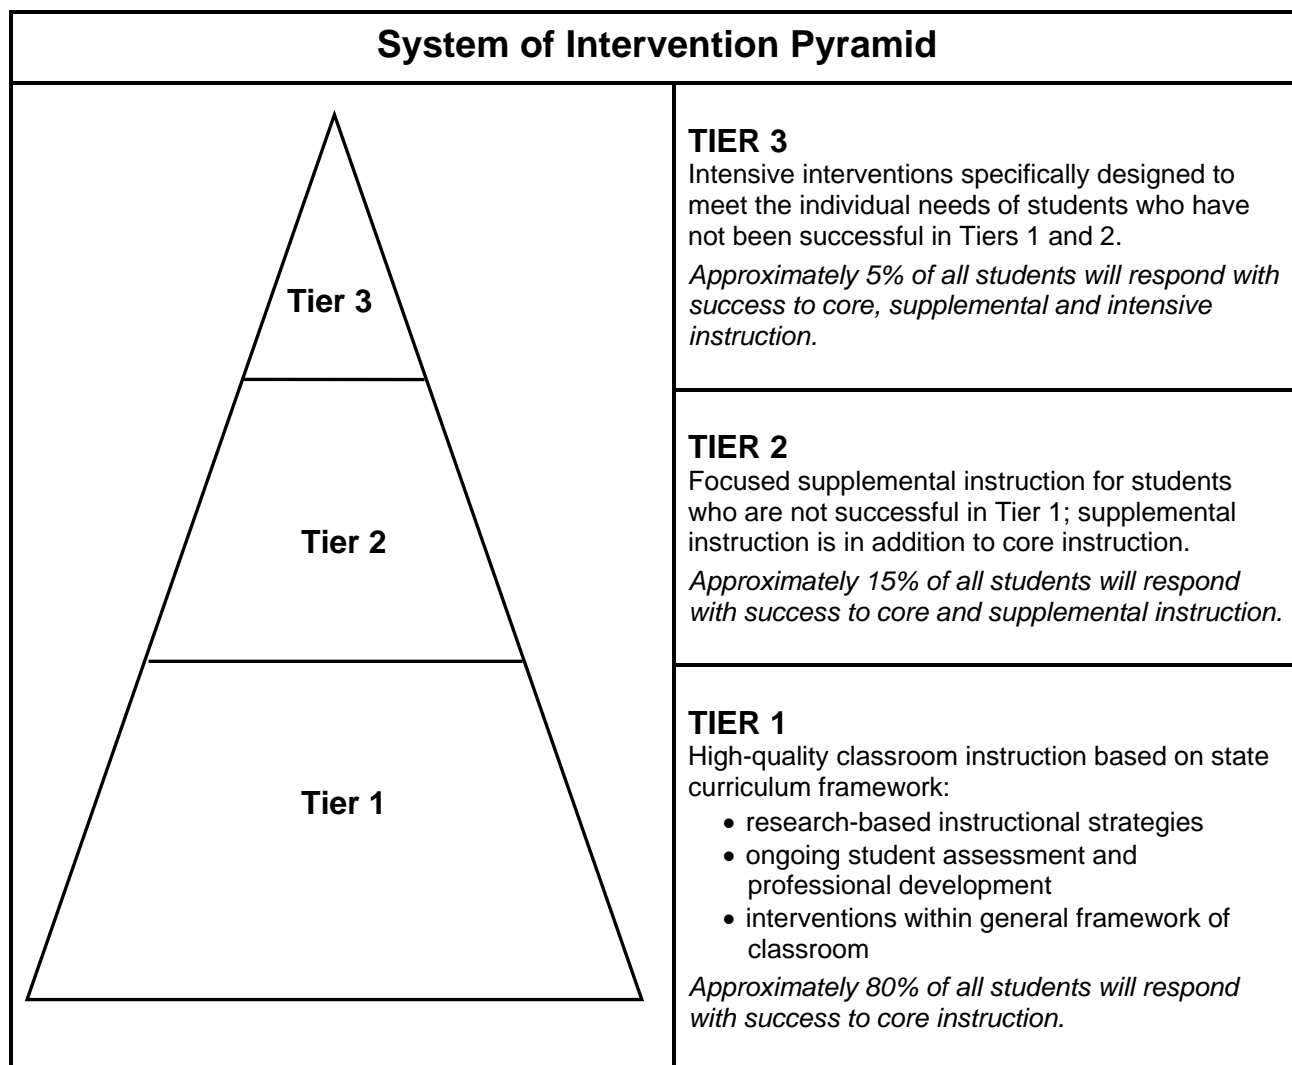 System of Intervention Pyramid
Tier 3
Tier 2
Tier 1
TIER 3
Intensive interventions specifically designed to
meet the individual needs of students who have
not been successful in Tiers 1 and 2.
Approximately 5% of all students will respond with
success to core, supplemental and intensive
instruction.
TIER 2
Focused supplemental instruction for students
who are not successful in Tier 1; supplemental
instruction is in addition to core instruction.
Approximately 15% of all students will respond
with success to core and supplemental instruction.
TIER 1
High-quality classroom instruction based on state
curriculum framework:
• research-based instructional strategies
• ongoing student assessment and
professional development
• interventions within general framework of
classroom
Approximately 80% of all students will respond
with success to core instruction.